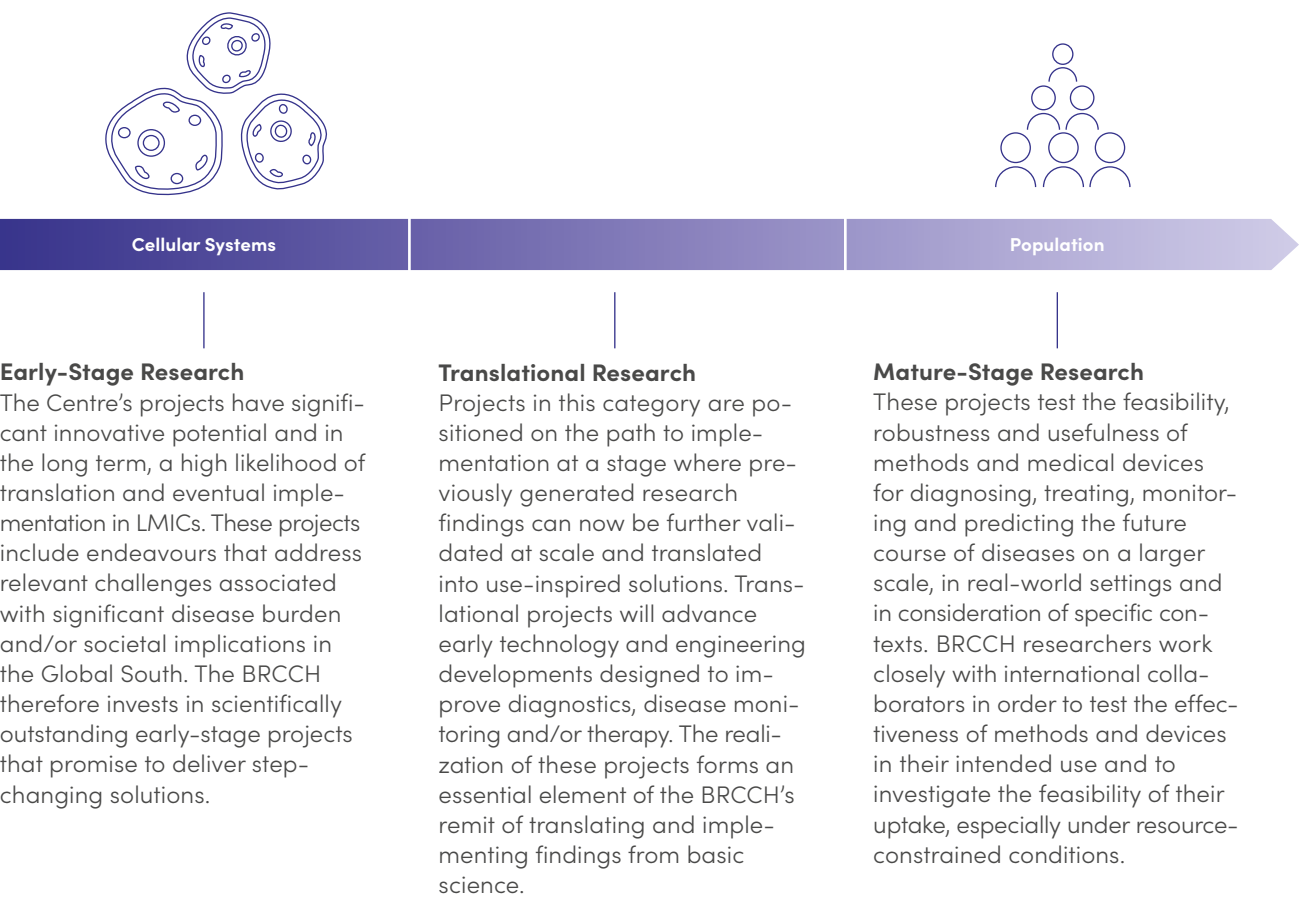 Cellular Systems
Population
Early-Stage Research
The Centre's projects have signifi-
cant innovative potential and in
the long term, a high likelihood of
translation and eventual imple-
mentation in LMICs. These projects
include endeavours that address
relevant challenges associated
with significant disease burden
and/or societal implications in
the Global South. The BRCCH
therefore invests in scientifically
outstanding early-stage projects
that promise to deliver step-
changing solutions.
Translational Research
Projects in this category are po-
sitioned on the path to imple-
mentation at a stage where pre-
viously generated research
findings can now be further vali-
dated at scale and translated
into use-inspired solutions. Trans-
lational projects will advance
early technology and engineering
developments designed to im-
prove diagnostics, disease moni-
toring and/or therapy. The reali-
zation of these projects forms an
essential element of the BRCCH's
remit of translating and imple-
menting findings from basic
science.
Mature-Stage Research
These projects test the feasibility,
robustness and usefulness of
methods and medical devices
for diagnosing, treating, monitor-
ing and predicting the future
course of diseases on a larger
scale, in real-world settings and
in consideration of specific con-
texts. BRCCH researchers work
closely with international colla-
borators in order to test the effec-
tiveness of methods and devices
in their intended use and to
investigate the feasibility of their
uptake, especially under resource-
constrained conditions.